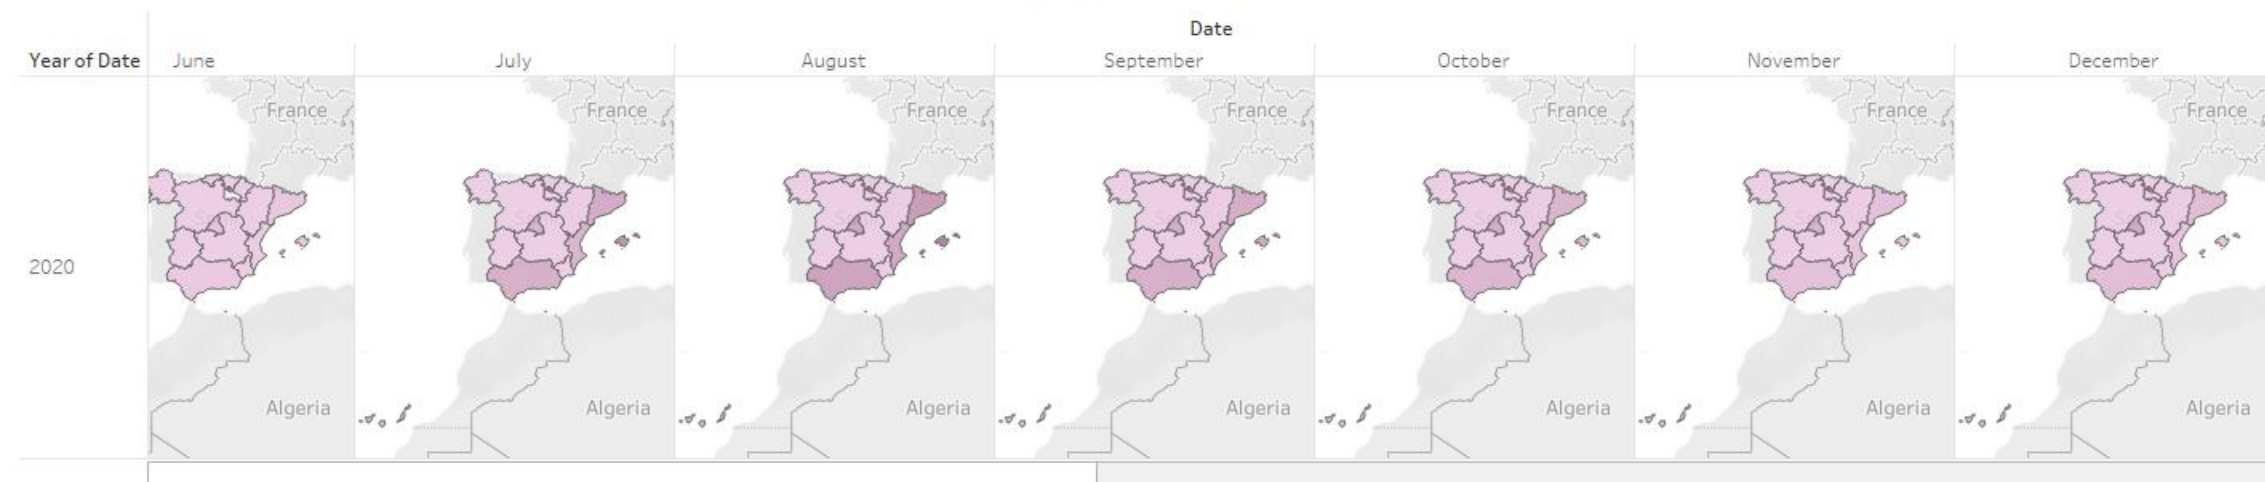 Date
Year of Date June July August September October November December
France France France France France France France
2020
Algeria Algeria Algeria Algeria Algeria Algeria Algeria